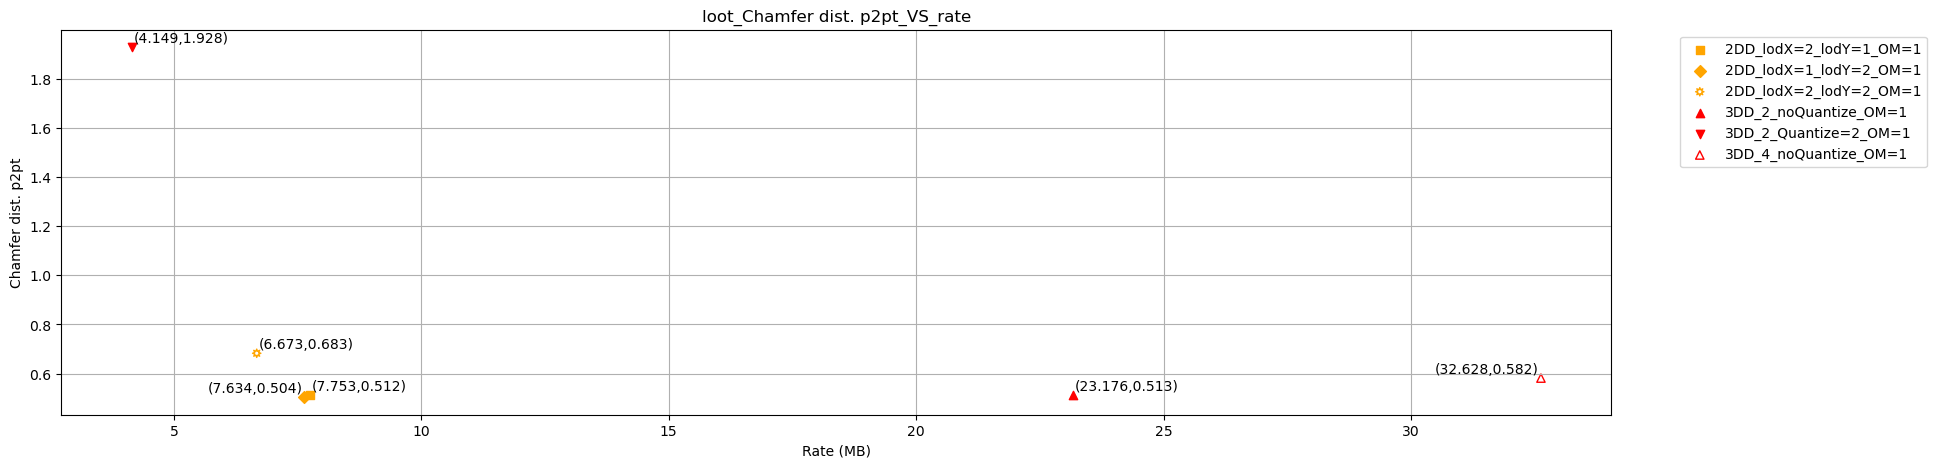 loot_Chamfer dist. p2pt_VS_rate
(4.149,1.928)
2DD_lodX=2_lodY=1_OM=1
2DD_lodX=1_lodY=2_OM=1
2DD_lodX=2_lodY=2_OM=1
3DD_2_noQuantize_OM=1
3DD_2_Quantize=2_OM=1
3DD_4_noQuantize_OM=1
Chamfer dist. p2pt
1.8
1.6
1.4
1.2
1.0
0.8
0.6
(6.673,0.683)
(7.634,0.504)
(7.753,0.512)
(23.176,0.513)
(32.628,0.582)
5
10
15
20
25
30
Rate (MB)